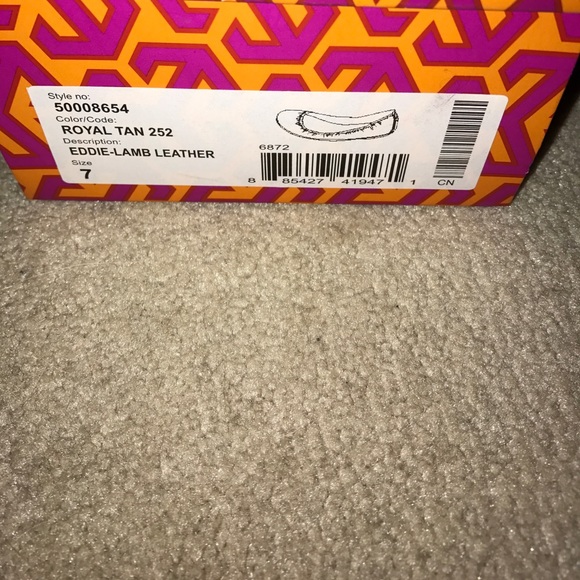 Style no:
50008654
Color/Code:
ROYAL TAN 252
Description:
EDDIE-LAMB LEATHER
Size
7
6872
8 85427 41947 1 CN